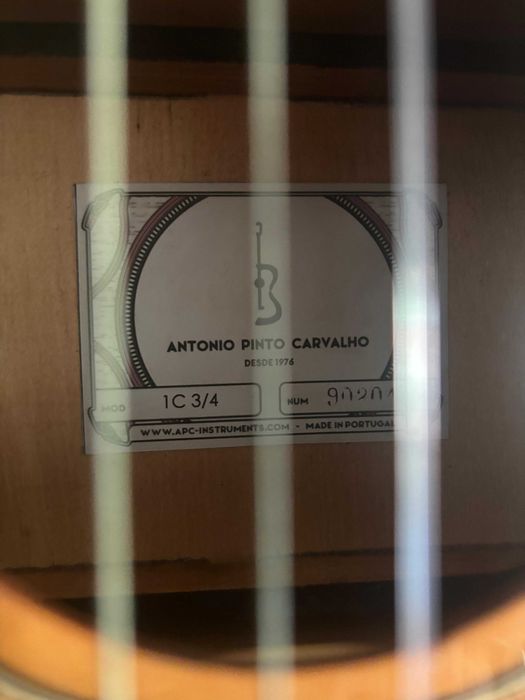 ANTONIO PINTO CARVALHO
DESDE 1976
MOD 1C 3/4 NUM
WWW.APC-INSTRUMENTS.COM - MADE IN PORTUGAL